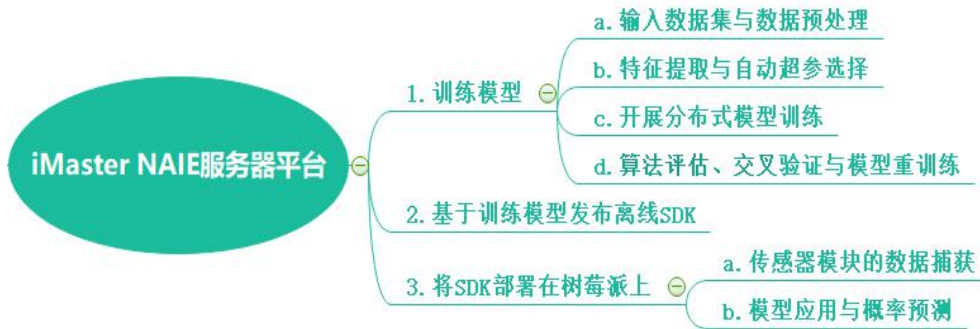 iMaster NAIE服务器平台
1.训练模型
a.输入数据集与数据预处理
b.特征提取与自动超参选择
c.开展分布式模型训练
d.算法评估、交叉验证与模型重训练
2.基于训练模型发布离线SDK
3.将SDK部署在树莓派上
a.传感器模块的数据捕获
b.模型应用与概率预测